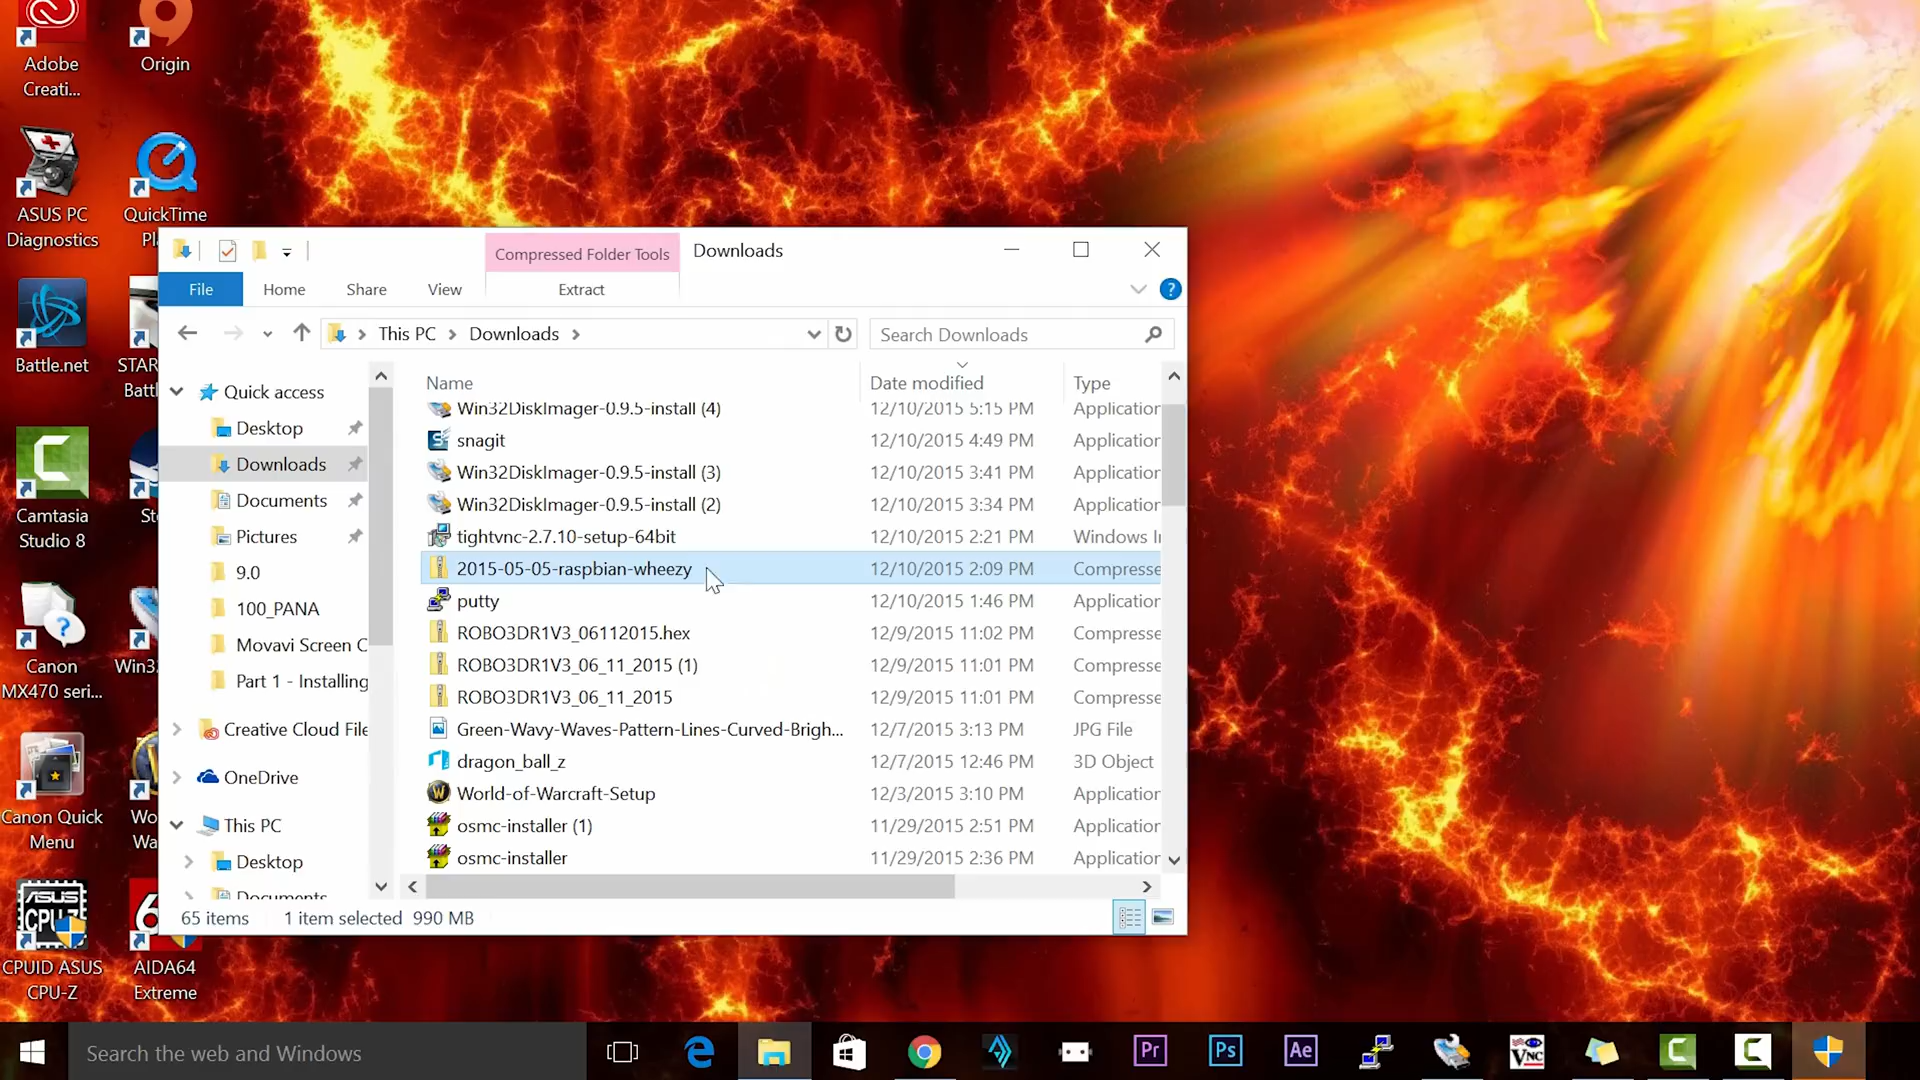 Adobe
Creati...
Origin
ASUS PC
Diagnostics
QuickTime
Battle.net
Camtasia
Studio 8
Canon
MX470 seri...
Canon Quick
Menu
CPUID ASUS
CPU-Z
AIDA64
Extreme
Compressed Folder Tools
Downloads
File
Home
Share
View
Extract
This PC
Downloads
Search Downloads
Quick access
Desktop
Downloads
Documents
Pictures
9.0
100_PANA
Movavi Screen C
Part 1 - Installing
Creative Cloud File
OneDrive
This PC
Desktop
Documents
Name Date modified Type
Win32DiskImager-0.9.5-install (4) 12/10/2015 5:15 PM Application
snagit 12/10/2015 4:49 PM Application
Win32DiskImager-0.9.5-install (3) 12/10/2015 3:41 PM Application
Win32DiskImager-0.9.5-install (2) 12/10/2015 3:34 PM Application
tightvnc-2.7.10-setup-64bit 12/10/2015 2:21 PM Windows In
2015-05-05-raspbian-wheezy 12/10/2015 2:09 PM Compresse
putty 12/10/2015 1:46 PM Application
ROBO3DR1V3_06112015.hex 12/9/2015 11:02 PM Compresse
ROBO3DR1V3_06_11_2015 (1) 12/9/2015 11:01 PM Compresse
ROBO3DR1V3_06_11_2015 12/9/2015 11:01 PM Compresse
Green-Wavy-Waves-Pattern-Lines-Curved-Brigh... 12/7/2015 3:13 PM JPG File
dragon_ball_z 12/7/2015 12:46 PM 3D Object
World-of-Warcraft-Setup 12/3/2015 3:10 PM Application
osmc-installer (1) 11/29/2015 2:51 PM Application
osmc-installer 11/29/2015 2:36 PM Application
65 items 1 item selected 990 MB
Search the web and Windows
Pr
Ps
Ae